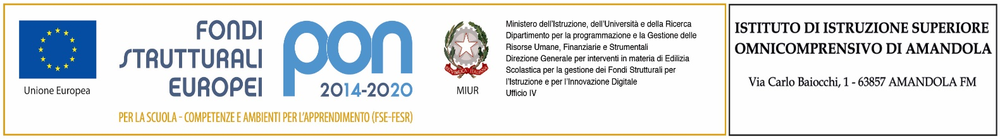 Unione Europea
FONDI
STRUTTURALI
EUROPEI
pon
2014-2020
PER LA SCUOLA - COMPETENZE E AMBIENTI PER L'APPRENDIMENTO (FSE-FESR)
REPVBBLICA ITALIANA
MIUR
Ministero dell'Istruzione, dell'Università e della Ricerca
Dipartimento per la programmazione e la Gestione delle
Risorse Umane, Finanziarie e Strumentali
Direzione Generale per interventi in materia di Edilizia
Scolastica per la gestione dei Fondi Strutturali per
l'Istruzione e per l'Innovazione Digitale
Ufficio IV
ISTITUTO DI ISTRUZIONE SUPERIORE
OMNICOMPRENSIVO DI AMANDOLA
Via Carlo Baiocchi, 1 - 63857 AMANDOLA FM